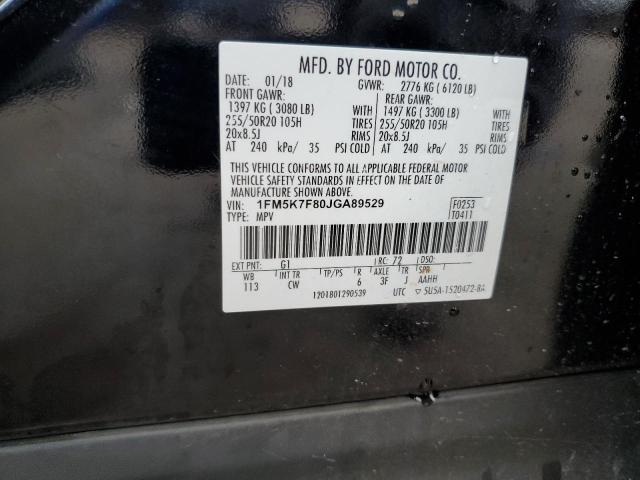 MFD. BY FORD MOTOR CO.
DATE: 01/18 GVWR: 2776 KG ( 6120 LB)
FRONT GAWR: REAR GAWR:
1397 KG ( 3080 LB) WITH 1497 KG ( 3300 LB) WITH
255/50R20 105H TIRES 255/50R20 105H TIRES
20x8.5J RIMS 20x8.5J RIMS
AT 240 kPa/ 35 PSI COLD AT 240 kPa/ 35 PSI COLD
THIS VEHICLE CONFORMS TO ALL APPLICABLE FEDERAL MOTOR
VEHICLE SAFETY STANDARDS IN EFFECT ON THE DATE OF
MANUFACTURE SHOWN ABOVE.
VIN: 1FM5K7F80JGA89529 F0253
TYPE: MPV T0411
EXT PNT: G1 RC: 72 DSO:
WB INT TR TP/PS R AXLE TR SPR
113 CW 6 3F J AAHH
1201801290539 UTC 5U5A-1520472-BA